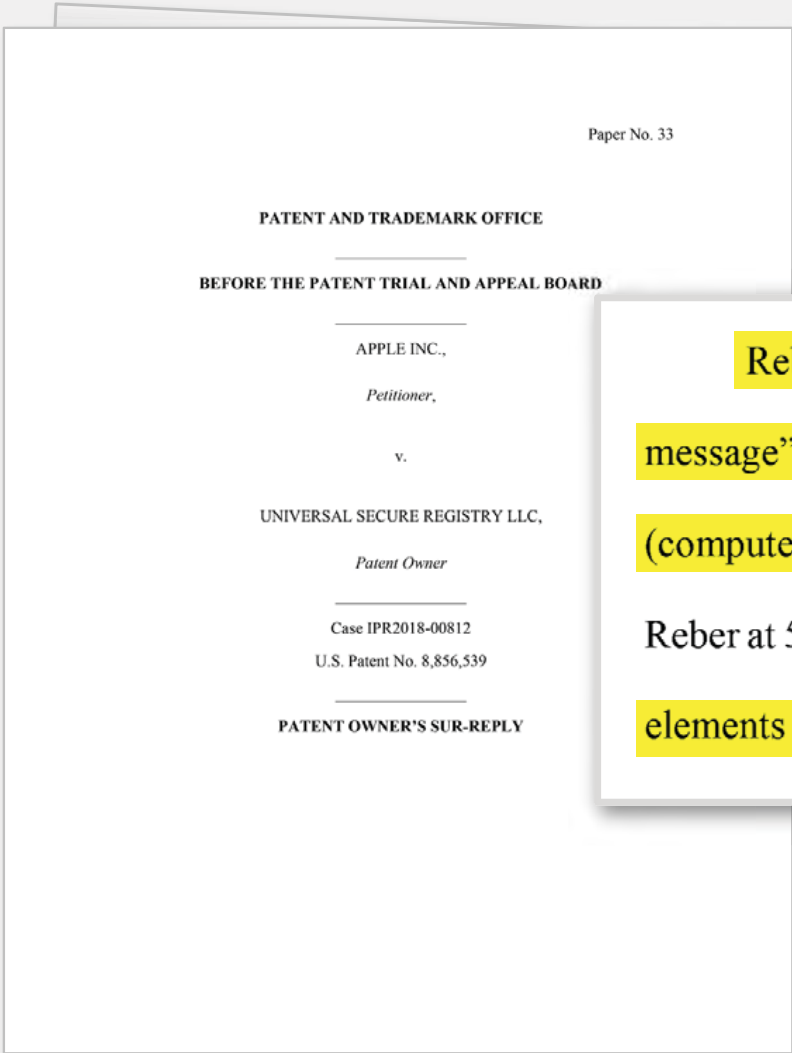 Paper No. 33
PATENT AND TRADEMARK OFFICE
BEFORE THE PATENT TRIAL AND APPEAL BOARD
APPLE INC.,
Petitioner,
v.
UNIVERSAL SECURE REGISTRY LLC,
Patent Owner
Case IPR2018-00812
U.S. Patent No. 8,856,539
PATENT OWNER'S SUR-REPLY
message”
Reber at
elements